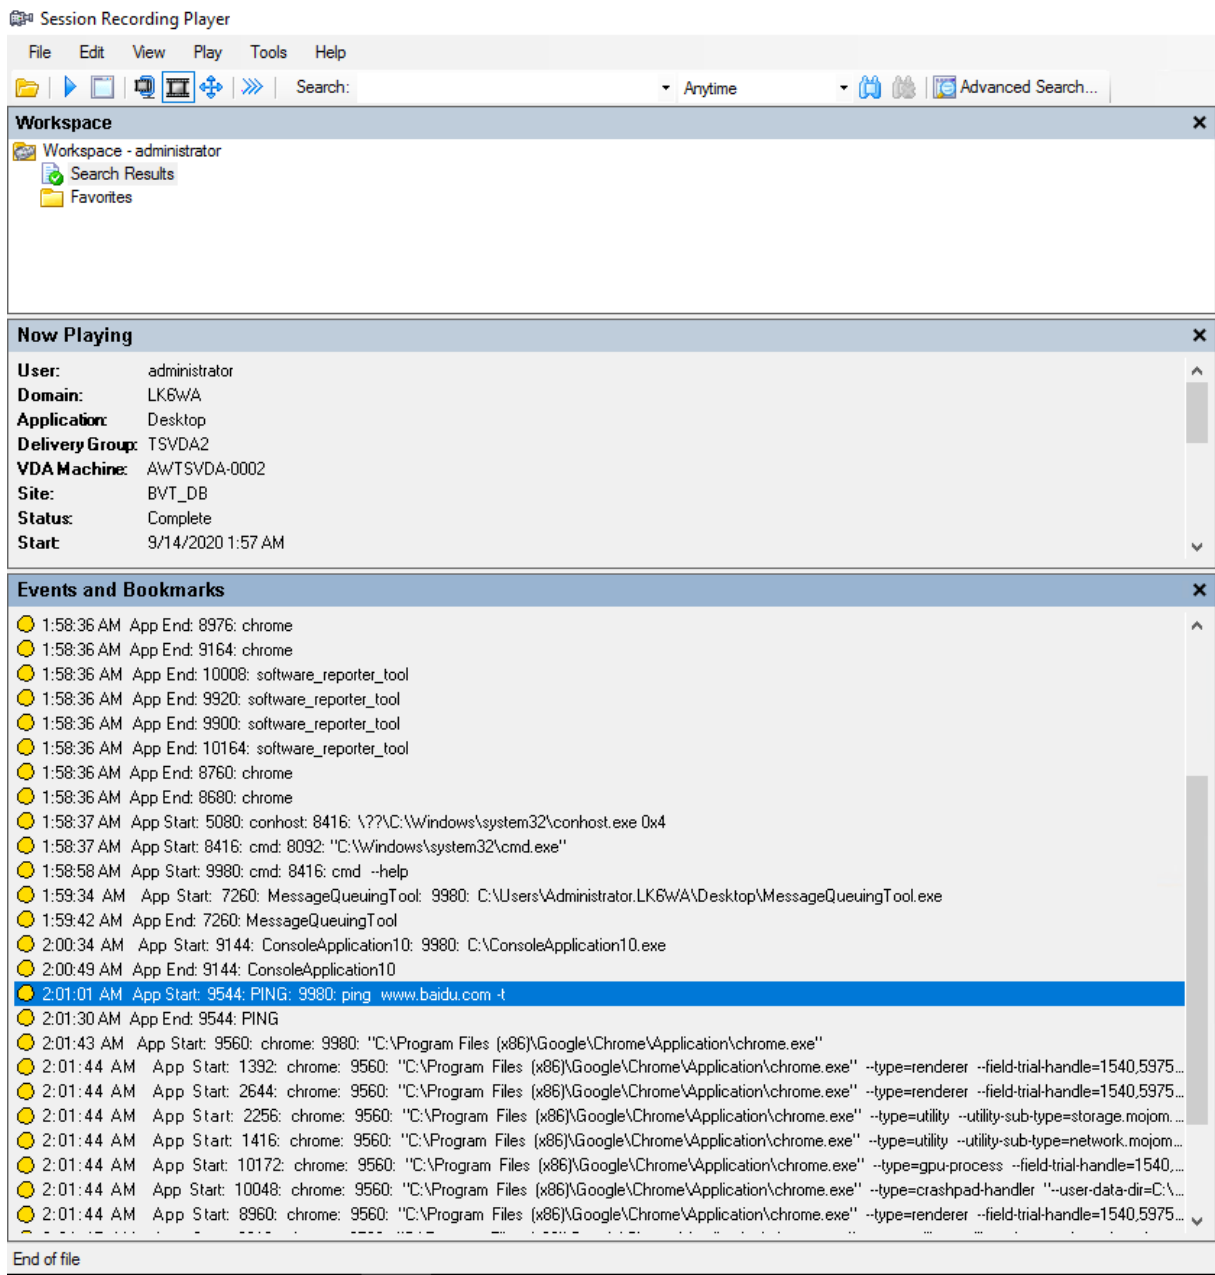 Session Recording Player
File Edit View Play Tools Help
Search: Anytime Advanced Search...
Workspace
Workspace - administrator
Search Results
Favorites
Now Playing
User: administrator
Domain: LK6WA
Application: Desktop
Delivery Group: TSVDA2
VDA Machine: AWTSVDA-0002
Site: BVT_DB
Status: Complete
Start: 9/14/2020 1:57 AM
Events and Bookmarks
1:58:36 AM App End: 8976: chrome
1:58:36 AM App End: 9164: chrome
1:58:36 AM App End: 10008: software_reporter_tool
1:58:36 AM App End: 9920: software_reporter_tool
1:58:36 AM App End: 9900: software_reporter_tool
1:58:36 AM App End: 10164: software_reporter_tool
1:58:36 AM App End: 8760: chrome
1:58:36 AM App End: 8680: chrome
1:58:37 AM App Start: 5080: conhost: 8416: \??\C:\Windows\system32\conhost.exe 0x4
1:58:37 AM App Start: 8416: cmd: 8092: "C:\Windows\system32\cmd.exe"
1:58:58 AM App Start: 9980: cmd: 8416: cmd --help
1:59:34 AM App Start: 7260: MessageQueuingTool: 9980: C:\Users\Administrator.LK6WA\Desktop\MessageQueuingTool.exe
1:59:42 AM App End: 7260: MessageQueuingTool
2:00:34 AM App Start: 9144: ConsoleApplication10: 9980: C:\ConsoleApplication10.exe
2:00:49 AM App End: 9144: ConsoleApplication10
2:01:01 AM App Start: 9544: PING: 9980: ping www.baidu.com -t
2:01:30 AM App End: 9544: PING
2:01:43 AM App Start: 9560: chrome: 9980: "C:\Program Files (x86)\Google\Chrome\Application\chrome.exe"
2:01:44 AM App Start: 1392: chrome: 9560: "C:\Program Files (x86)\Google\Chrome\Application\chrome.exe" --type=renderer --field-trial-handle=1540,5975...
2:01:44 AM App Start: 2644: chrome: 9560: "C:\Program Files (x86)\Google\Chrome\Application\chrome.exe" --type=renderer --field-trial-handle=1540,5975...
2:01:44 AM App Start: 2256: chrome: 9560: "C:\Program Files (x86)\Google\Chrome\Application\chrome.exe" --type=utility --utility-sub-type=storage.mojom....
2:01:44 AM App Start: 1416: chrome: 9560: "C:\Program Files (x86)\Google\Chrome\Application\chrome.exe" --type=utility --utility-sub-type=network.mojom...
2:01:44 AM App Start: 10172: chrome: 9560: "C:\Program Files (x86)\Google\Chrome\Application\chrome.exe" --type=gpu-process --field-trial-handle=1540,...
2:01:44 AM App Start: 10048: chrome: 9560: "C:\Program Files (x86)\Google\Chrome\Application\chrome.exe" --type=crashpad-handler "--user-data-dir=C:\...
2:01:44 AM App Start: 8960: chrome: 9560: "C:\Program Files (x86)\Google\Chrome\Application\chrome.exe" --type=renderer --field-trial-handle=1540,5975...
End of file